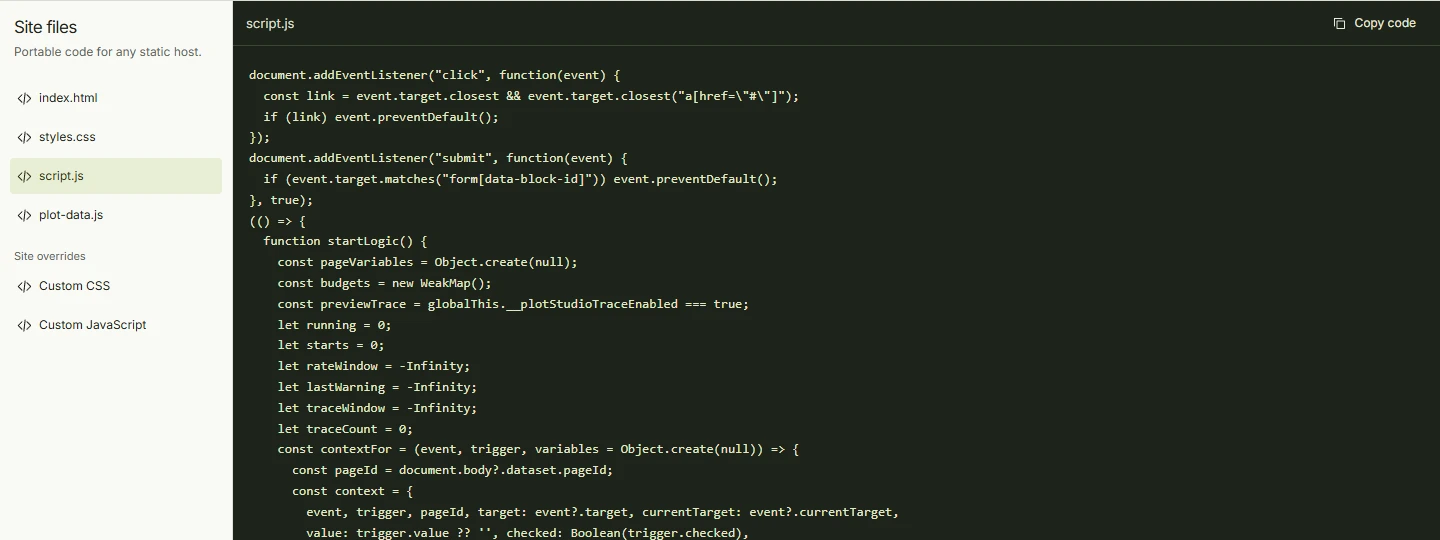 Site files
Portable code for any static host.
index.html
styles.css
script.js
plot-data.js
Site overrides
Custom CSS
Custom JavaScript
script.js
Copy code
document.addEventListener("click", function(event) {
  const link = event.target.closest && event.target.closest("a[href=\"#\"]");
  if (link) event.preventDefault();
});
document.addEventListener("submit", function(event) {
  if (event.target.matches("form[data-block-id]")) event.preventDefault();
}, true);
(() => {
  function startLogic() {
    const pageVariables = Object.create(null);
    const budgets = new WeakMap();
    const previewTrace = globalThis.__plotStudioTraceEnabled === true;
    let running = 0;
    let starts = 0;
    let rateWindow = -Infinity;
    let lastWarning = -Infinity;
    let traceWindow = -Infinity;
    let traceCount = 0;
    const contextFor = (event, trigger, variables = Object.create(null)) => {
      const pageId = document.body?.dataset.pageId;
      const context = {
        event, trigger, pageId, target: event?.target, currentTarget: event?.currentTarget,
        value: trigger.value ?? '', checked: Boolean(trigger.checked),